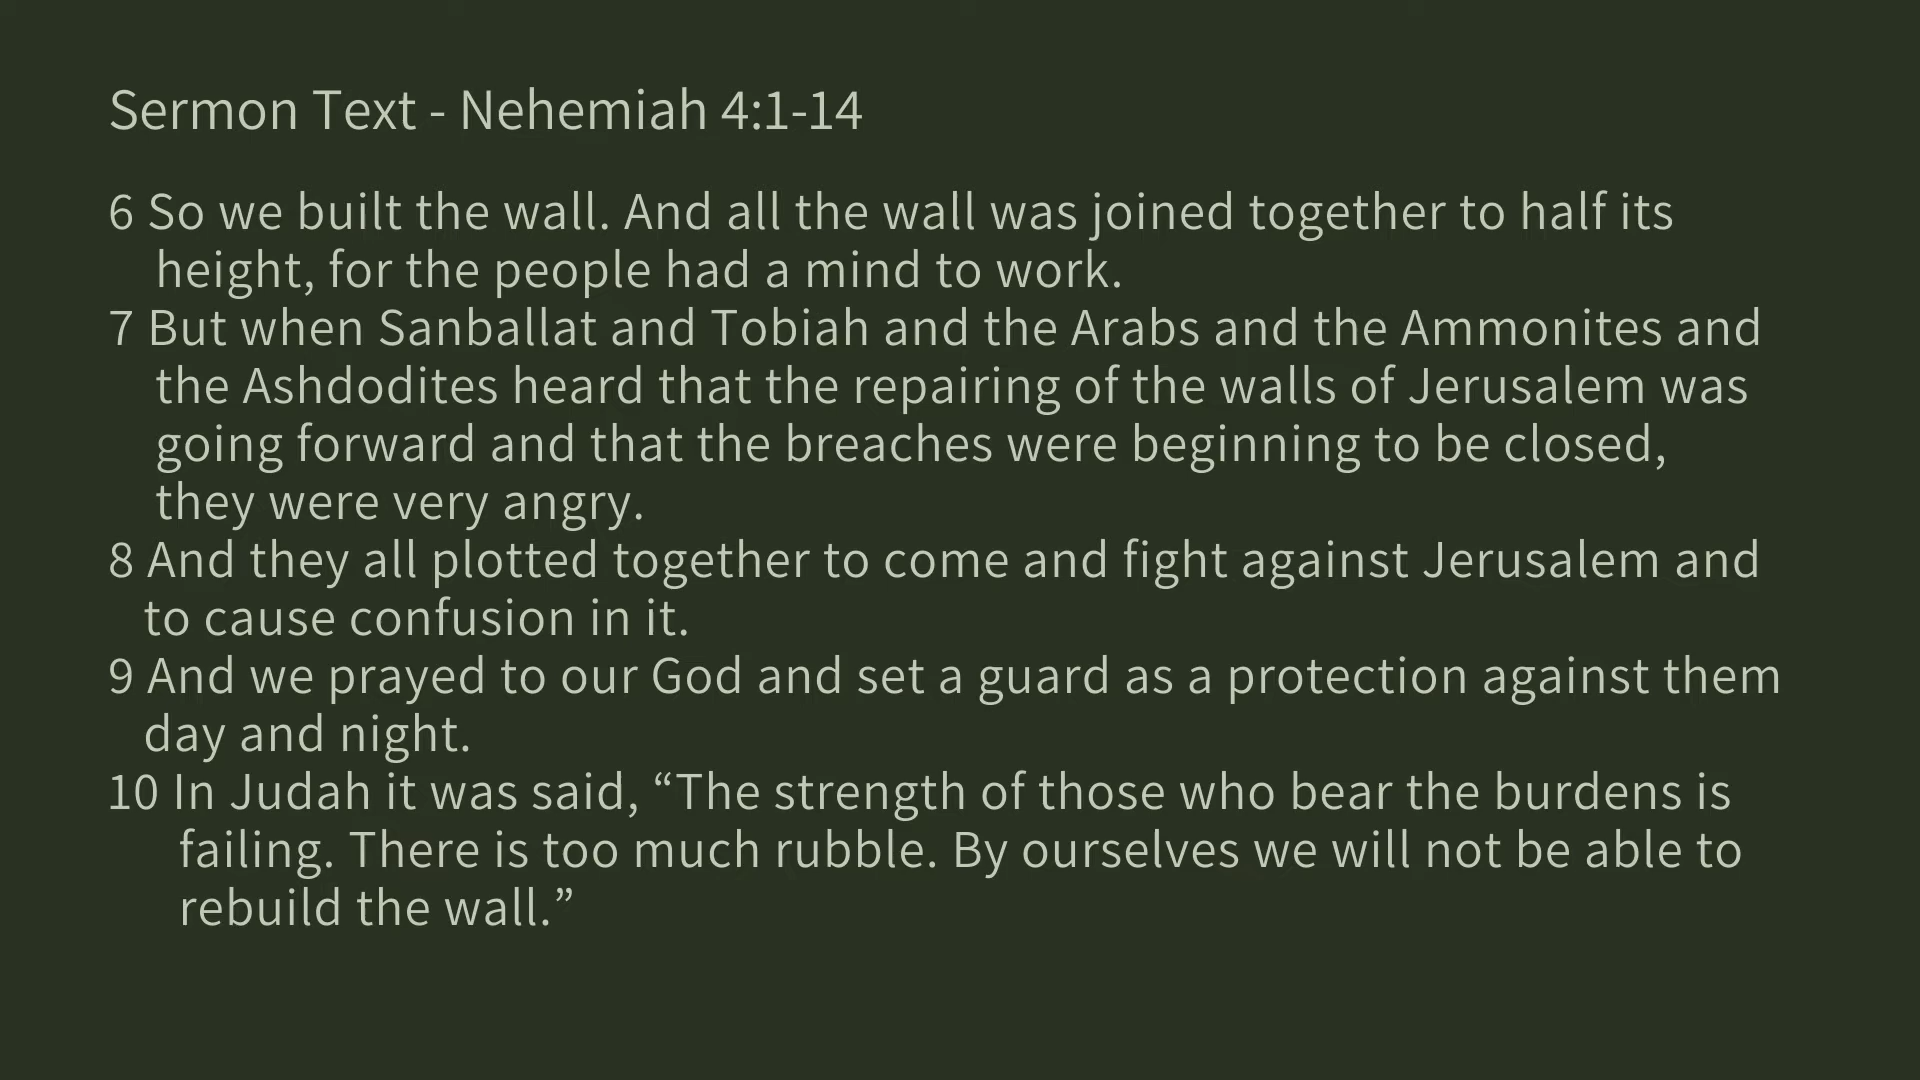 Sermon Text - Nehemiah 4:1-14
6 So we built the wall. And all the wall was joined together to half its
height, for the people had a mind to work.
7 But when Sanballat and Tobiah and the Arabs and the Ammonites and
the Ashdodites heard that the repairing of the walls of Jerusalem was
going forward and that the breaches were beginning to be closed,
they were very angry.
8 And they all plotted together to come and fight against Jerusalem and
to cause confusion in it.
9 And we prayed to our God and set a guard as a protection against them
day and night.
10 In Judah it was said, “The strength of those who bear the burdens is
failing. There is too much rubble. By ourselves we will not be able to
rebuild the wall.”